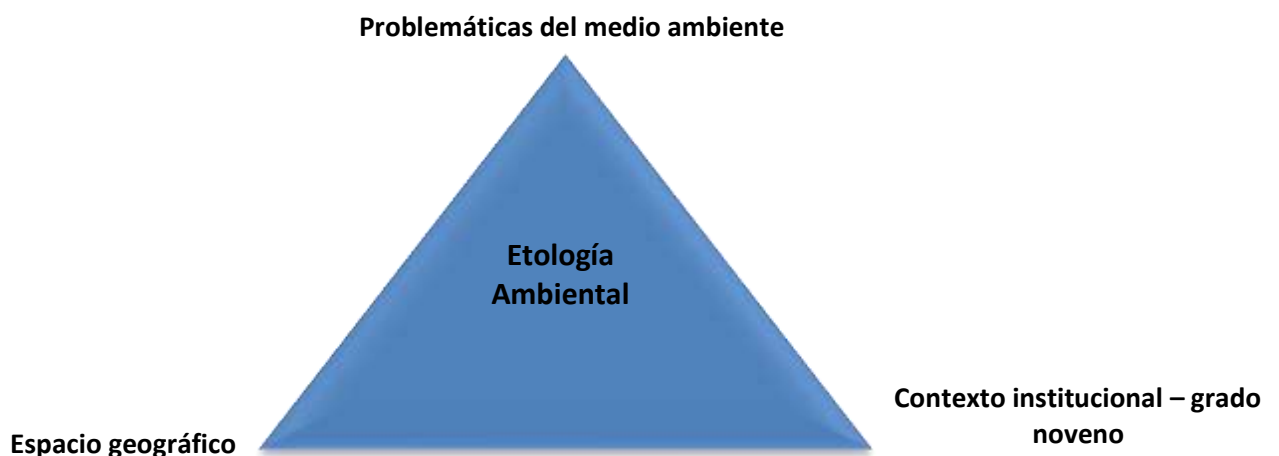 Problemáticas del medio ambiente
Etología
Ambiental
Contexto institucional – grado
noveno
Espacio geográfico